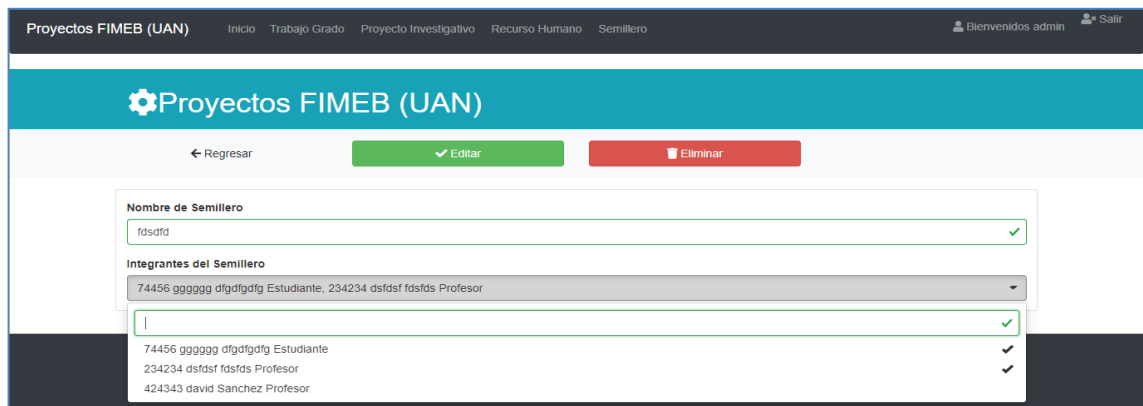 Proyectos FIMEB (UAN) Inicio Trabajo Grado Proyecto Investigativo Recurso Humano Semillero Bienvenidos admin Salir
Proyectos FIMEB (UAN)
Regresar Editar Eliminar
Nombre de Semillero
fdsdfd
Integrantes del Semillero
74456 gggggg dfgdfgdfg Estudiante, 234234 dsfdsf fdsfds Profesor
74456 gggggg dfgdfgdfg Estudiante
234234 dsfdsf fdsfds Profesor
424343 david Sanchez Profesor